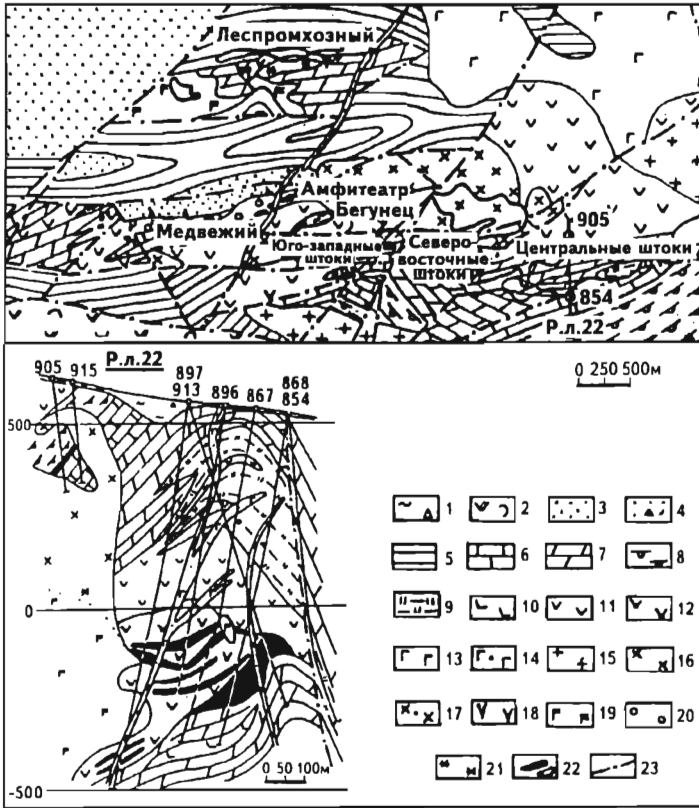 Леспромхозный
Амфитеатр
Бегунец
905
Медвежий
Юго-западные
штоки
Северо
восточные
штоки
Центральные штоки
854
Р.л.22
Р.л.22
905 915 897 896 867 868
913 854
0 250 500м
500
0
-500
0 50 100м
1 2 3 4
5 6 7 8
9 10 11 12
13 14 15 16
17 18 19 20
21 22 23